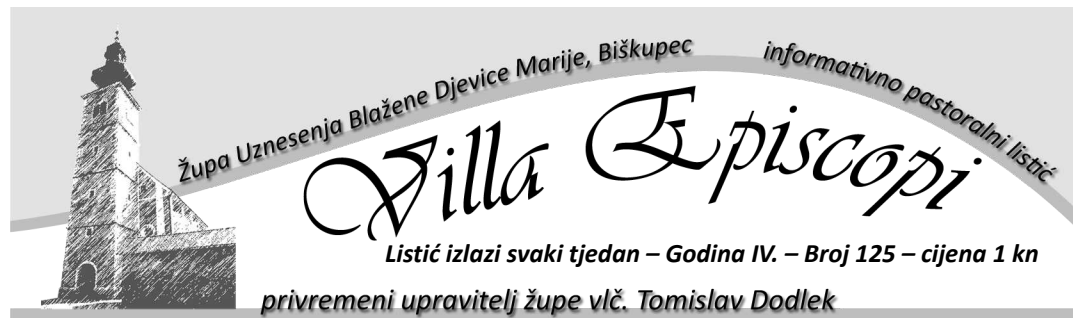 Župa Uznesenja Blažene Djevice Marije, Biškupec
informativno pastoralni listić
Villa Episcopi
Listić izlazi svaki tjedan – Godina IV. – Broj 125 – cijena 1 kn
privremeni upravitelj župe vlč. Tomislav Dodlek